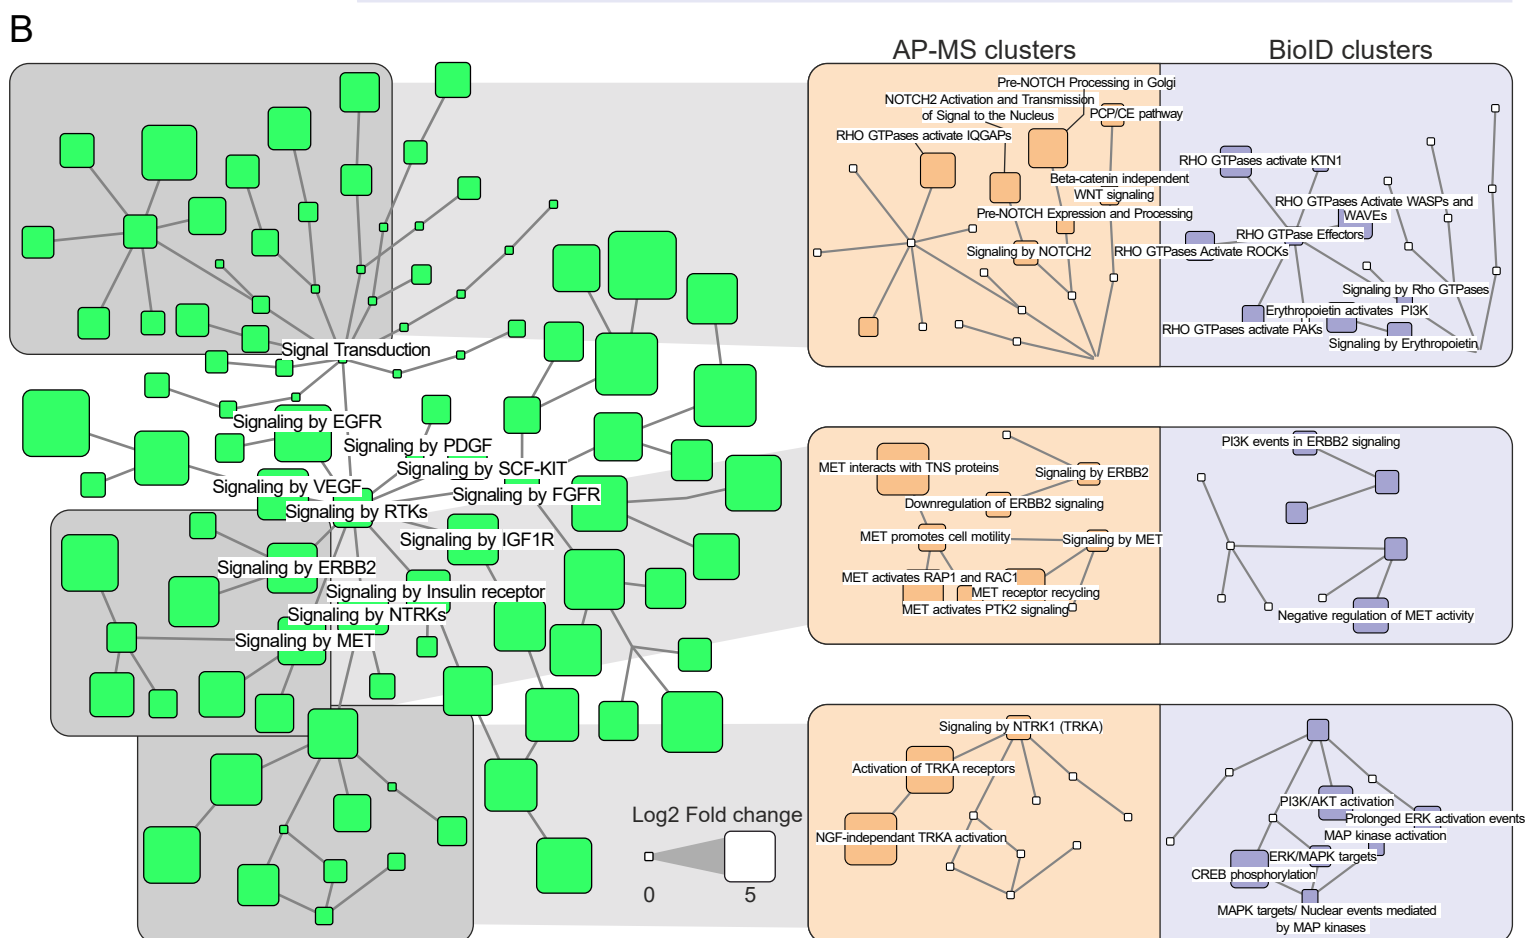 B
AP-MS clusters
BioID clusters
Pre-NOTCH Processing in Golgi
NOTCH2 Activation and Transmission
of Signal to the Nucleus
PCP/CE pathway
RHO GTPases activate IQGAPs
Beta-catenin independent
WNT signaling
Pre-NOTCH Expression and Processing
Signaling by NOTCH2
RHO GTPases activate KTN1
RHO GTPases Activate WASPs and
WAVEs
RHO GTPase Effectors
RHO GTPases Activate ROCKs
Signaling by Rho GTPases
Erythropoietin activates PI3K
RHO GTPases activate PAKs
Signaling by Erythropoietin
Signal Transduction
Signaling by EGFR
Signaling by PDGF
Signaling by SCF-KIT
Signaling by VEGF
Signaling by FGFR
Signaling by RTKs
Signaling by IGF1R
Signaling by ERBB2
Signaling by Insulin receptor
Signaling by NTRKs
Signaling by MET
MET interacts with TNS proteins
Signaling by ERBB2
Downregulation of ERBB2 signaling
MET promotes cell motility
Signaling by MET
MET activates RAP1 and RAC1
MET receptor recycling
MET activates PTK2 signaling
PI3K events in ERBB2 signaling
Negative regulation of MET activity
Signaling by NTRK1 (TRKA)
Activation of TRKA receptors
NGF-independant TRKA activation
PI3K/AKT activation
Prolonged ERK activation events
MAP kinase activation
ERK/MAPK targets
CREB phosphorylation
MAPK targets/ Nuclear events mediated
by MAP kinases
Log2 Fold change
0
5